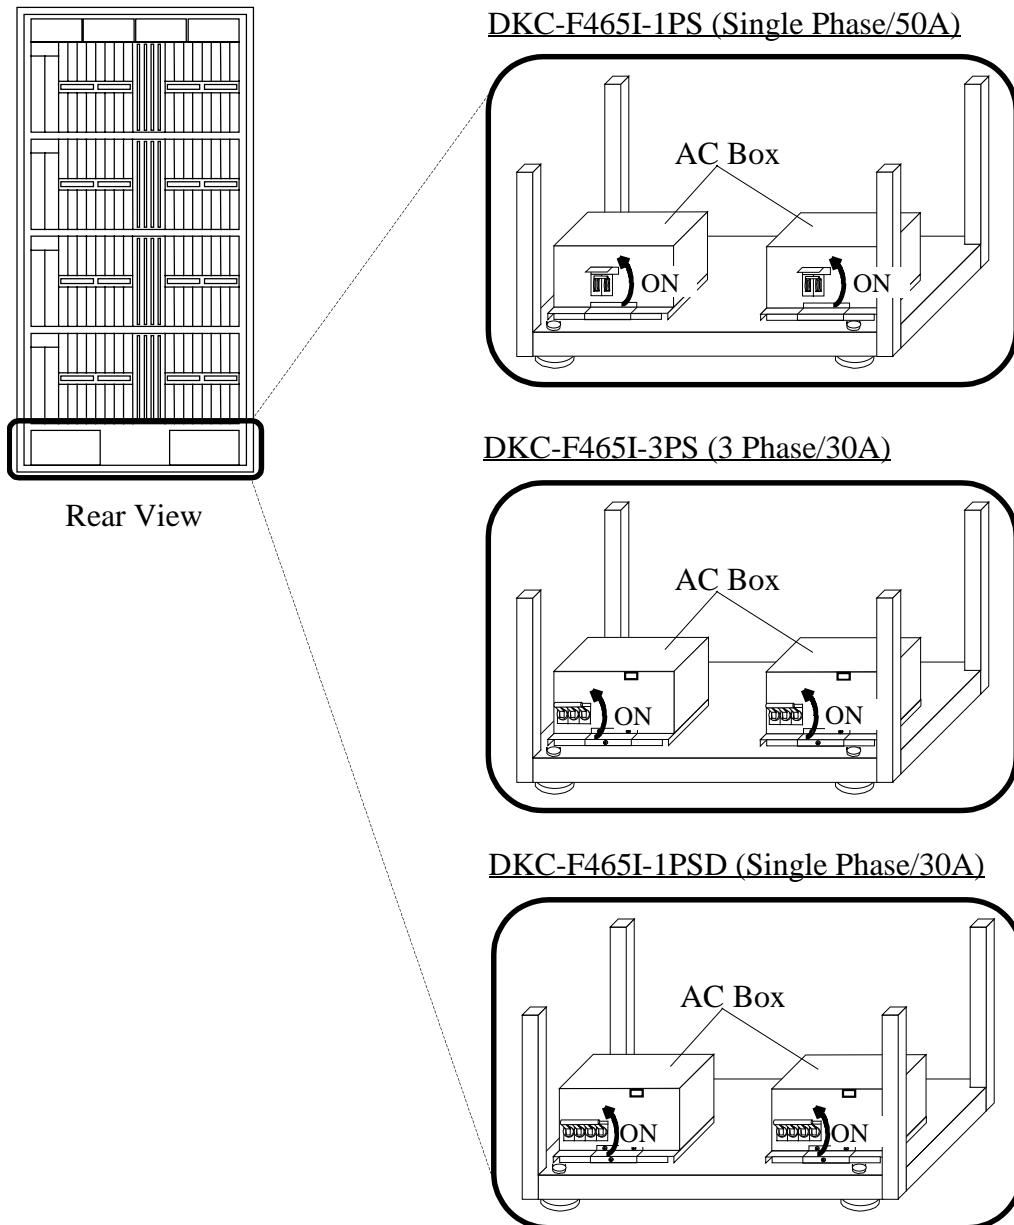 DKC-F465I-1PS (Single Phase/50A)
AC Box
ON
ON
Rear View
DKC-F465I-3PS (3 Phase/30A)
AC Box
ON
ON
DKC-F465I-1PSD (Single Phase/30A)
AC Box
ON
ON